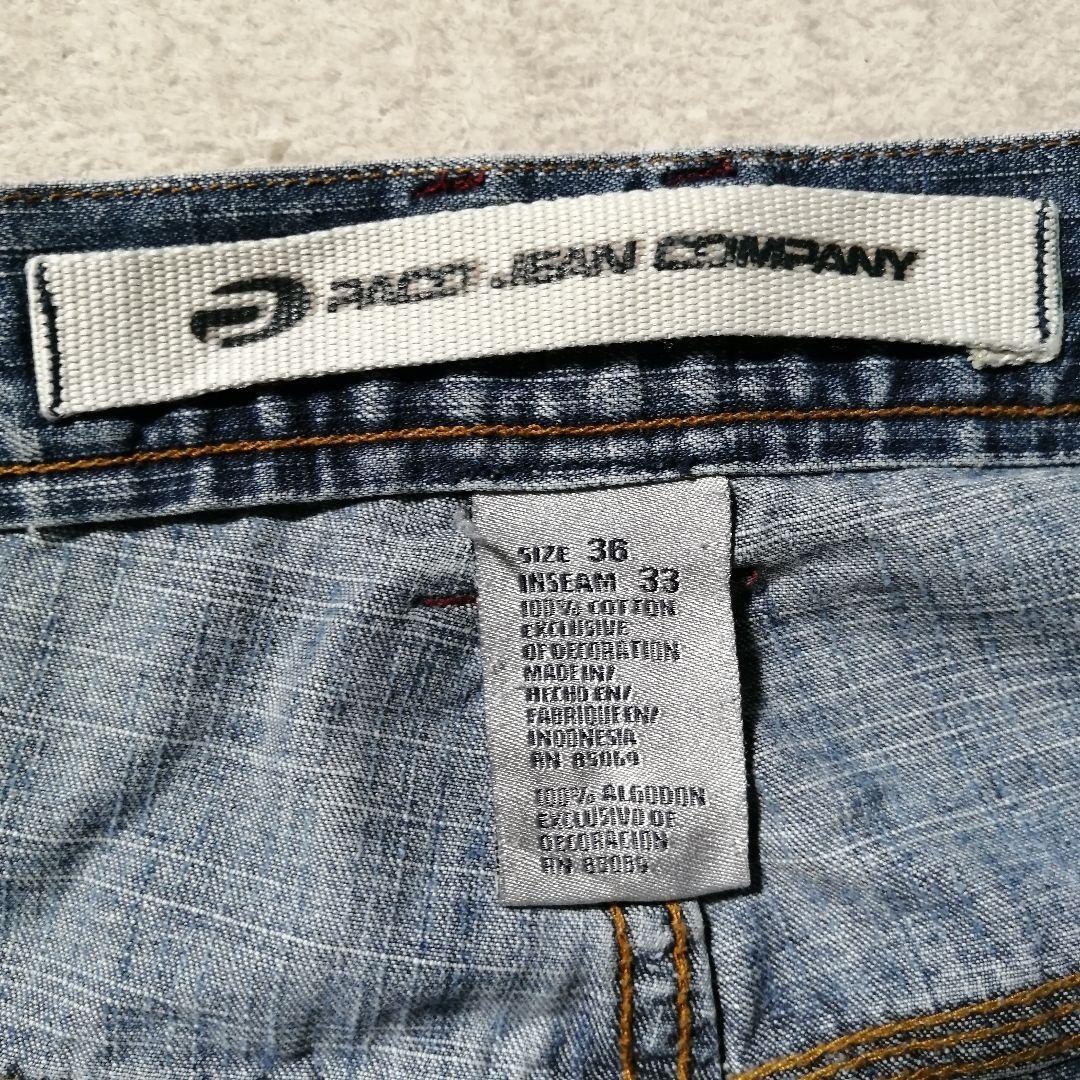 PACO JEAN COMPANY
SIZE 36
INSEAM 33
100% COTTON
EXCLUSIVE
OF DECORATION
MADE IN/
HECHO EN/
FABRIQUE EN/
INDONESIA
RN 85069
100% ALGODON
EXCLUSIVO DE
DECORACION
RN 85069